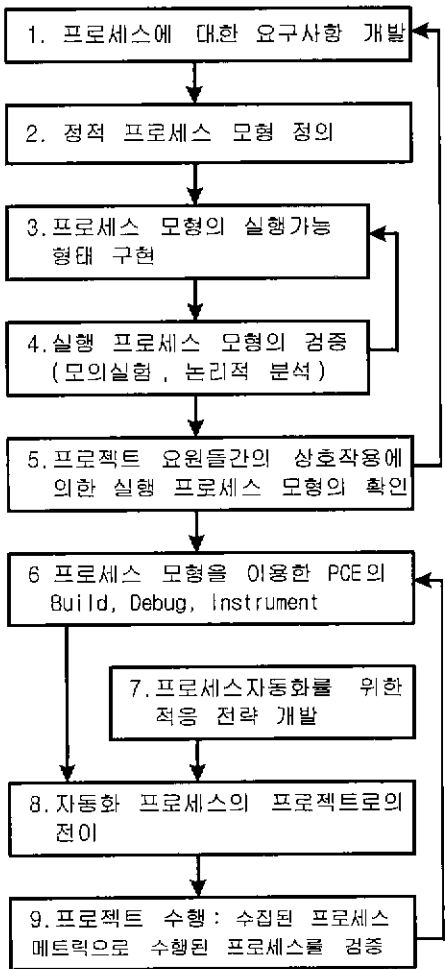 1. 프로세스에 대한 요구사항 개발
2. 정적 프로세스 모형 정의
3.프로세스 모형의 실행가능
형태 구현
4.실행 프로세스 모형의 검증
(모의실험 , 논리적 분석)
5.프로젝트 요원들간의 상호작용에
의한 실행 프로세스 모형의 확인
6 프로세스 모형을 이용한 PCE의
Build, Debug, Instrument
7.프로세스자동화를 위한
적응 전략 개발
8.자동화 프로세스의 프로젝트로의
전이
9.프로젝트 수행 : 수집된 프로세스
메트릭으로 수행된 프로세스를 검증